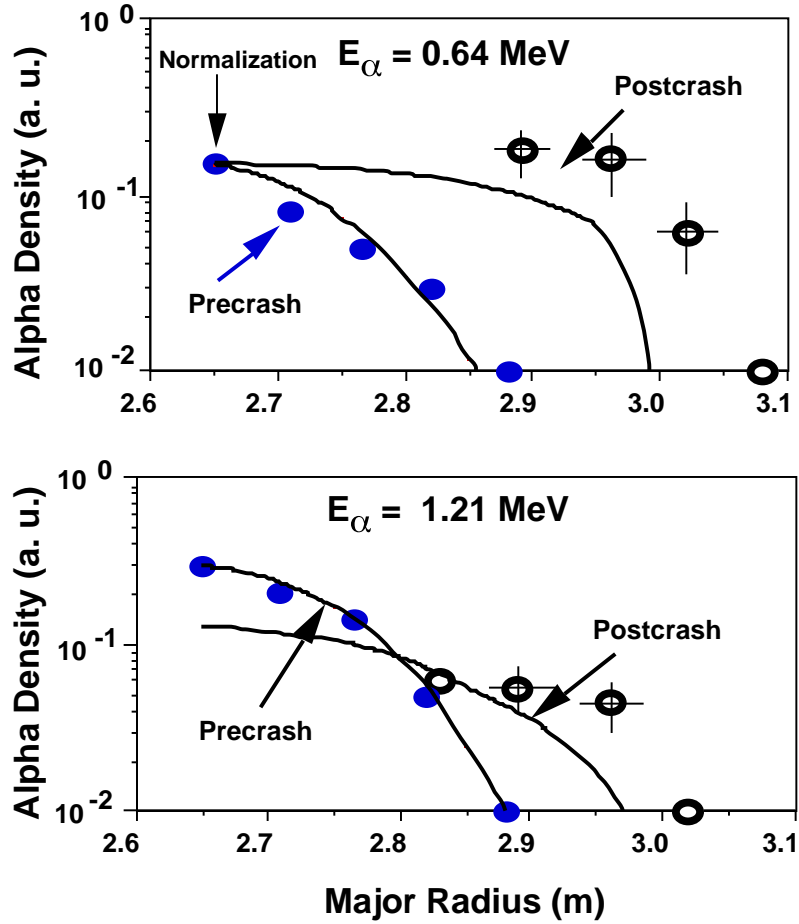 10^0
Normalization
E_α = 0.64 MeV
Postcrash
Alpha Density (a. u.)
10^-1
Precrash
10^-2
2.6 2.7 2.8 2.9 3.0 3.1
10^0
E_α = 1.21 MeV
Alpha Density (a. u.)
Postcrash
10^-1
Precrash
10^-2
2.6 2.7 2.8 2.9 3.0 3.1
Major Radius (m)